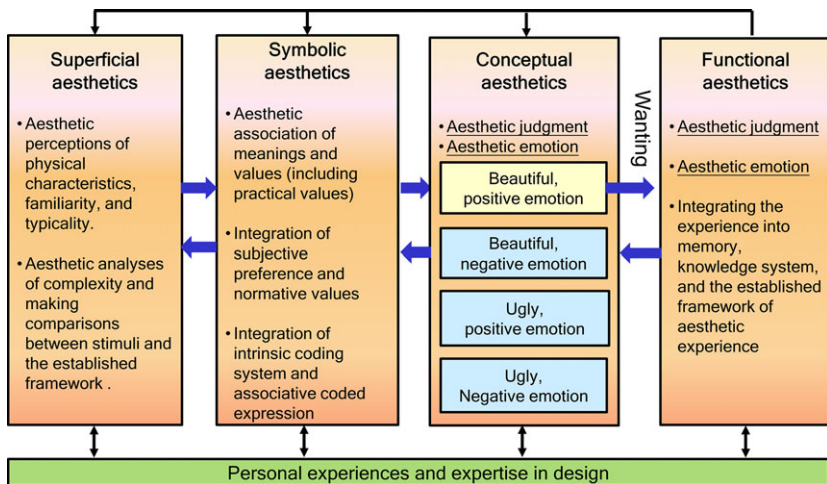 Superficial
aesthetics
• Aesthetic
perceptions of
physical
characteristics,
familiarity, and
typicality.
• Aesthetic analyses
of complexity and
making
comparisons
between stimuli and
the established
framework .
Symbolic
aesthetics
• Aesthetic
association of
meanings and
values (including
practical values)
• Integration of
subjective
preference and
normative values
• Integration of
intrinsic coding
system and
associative coded
expression
Conceptual
aesthetics
• Aesthetic judgment
• Aesthetic emotion
Beautiful,
positive emotion
Beautiful,
negative emotion
Ugly,
positive emotion
Ugly,
Negative emotion
Wanting
Functional
aesthetics
• Aesthetic judgment
• Aesthetic emotion
• Integrating the
experience into
memory,
knowledge system,
and the established
framework of
aesthetic
experience
Personal experiences and expertise in design